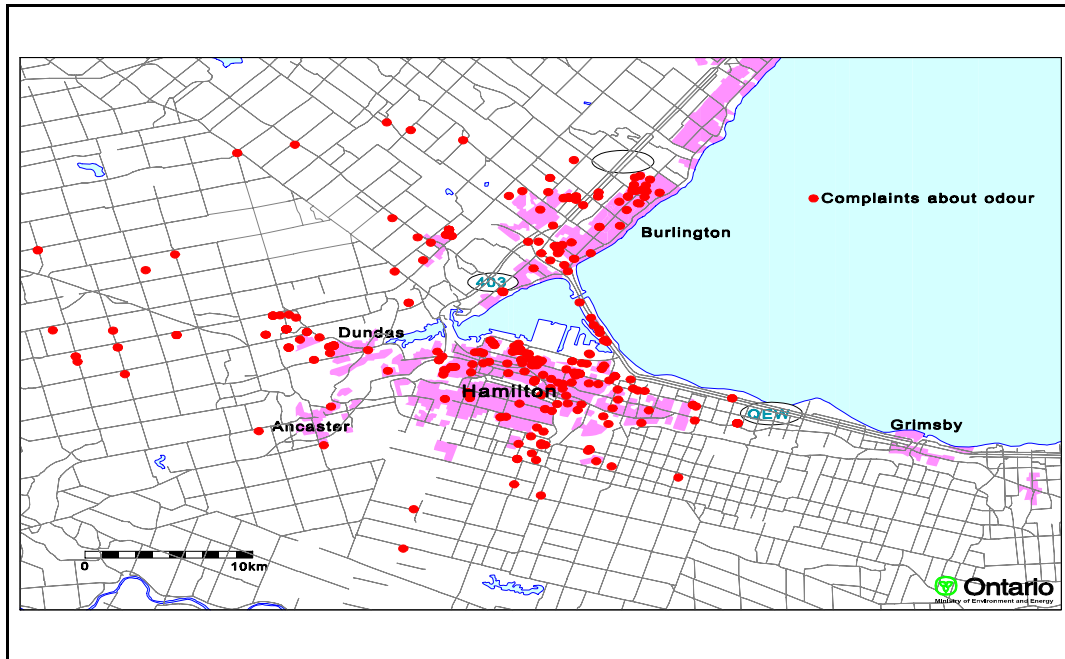 Complaints about odour
Burlington
403
Dundas
Hamilton
QEW
Ancaster
Grimsby
0 10km
Ontario
Ministry of Environment and Energy